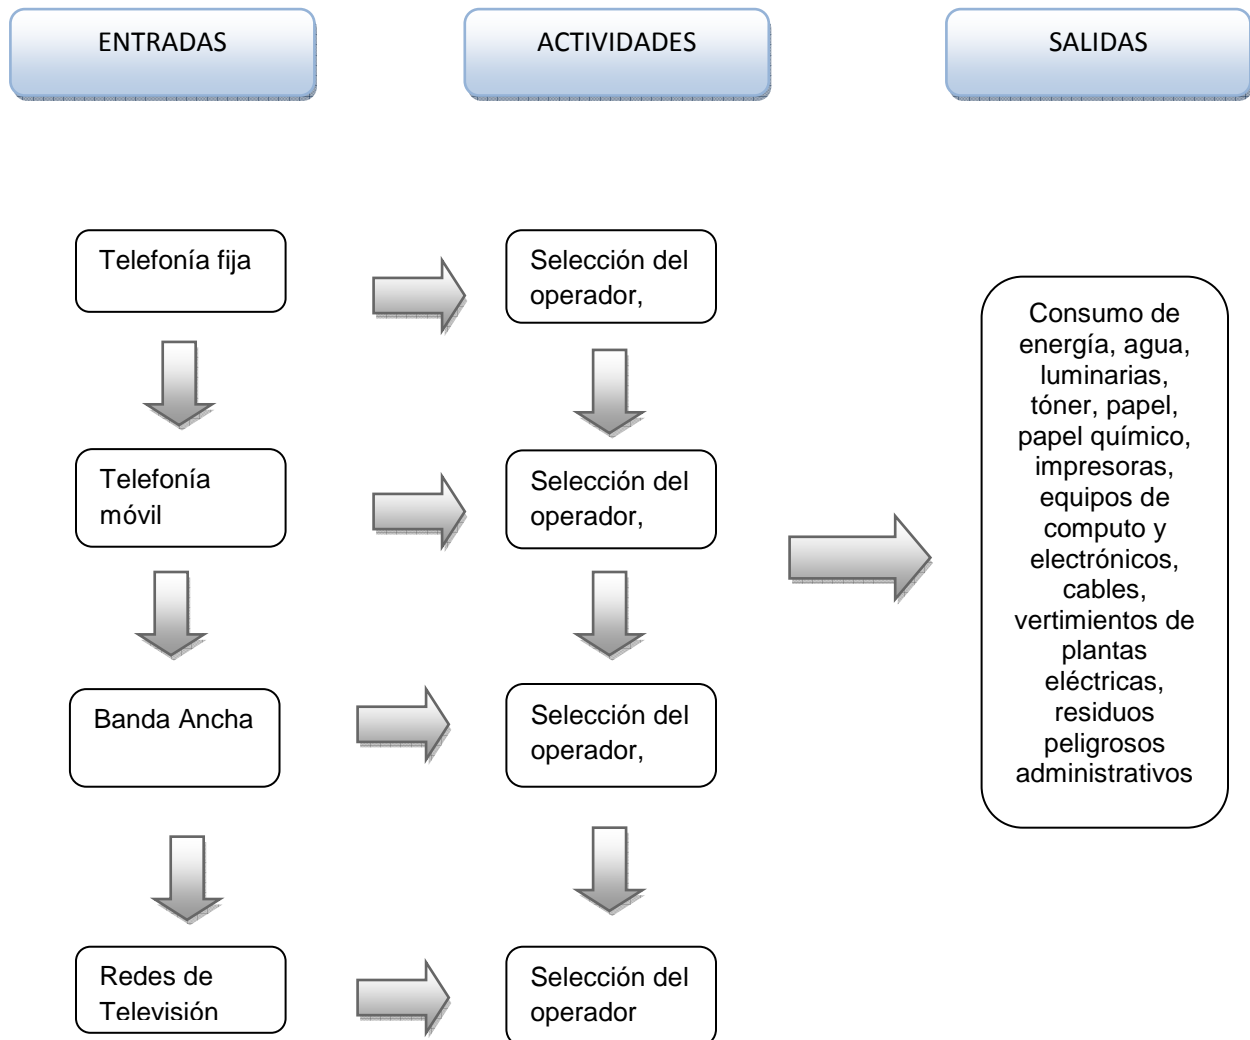 ENTRADAS
ACTIVIDADES
SALIDAS
Telefonía fija
Selección del
operador,
Telefonía
móvil
Selección del
operador,
Banda Ancha
Selección del
operador,
Redes de
Televisión
Selección del
operador
Consumo de
energía, agua,
luminarias,
tóner, papel,
papel químico,
impresoras,
equipos de
computo y
electrónicos,
cables,
vertimientos de
plantas
eléctricas,
residuos
peligrosos
administrativos